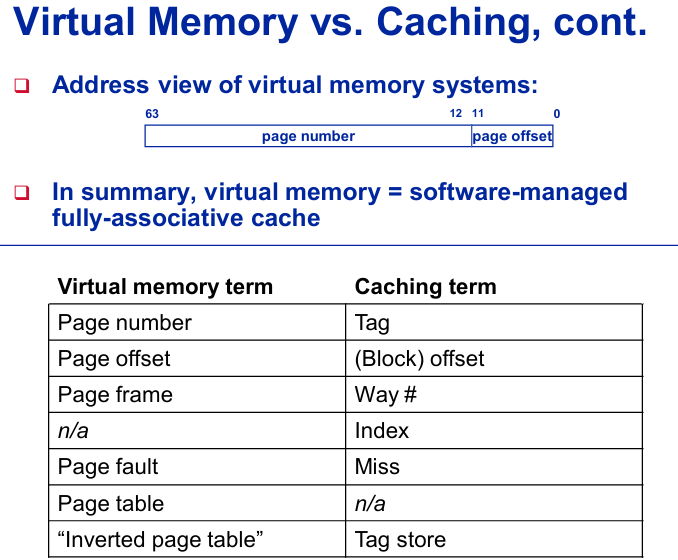 Virtual Memory vs. Caching, cont.
Address view of virtual memory systems:
63 12 11 0
page number page offset
In summary, virtual memory = software-managed
fully-associative cache
Virtual memory term Caching term
Page number Tag
Page offset (Block) offset
Page frame Way #
n/a Index
Page fault Miss
Page table n/a
“Inverted page table” Tag store